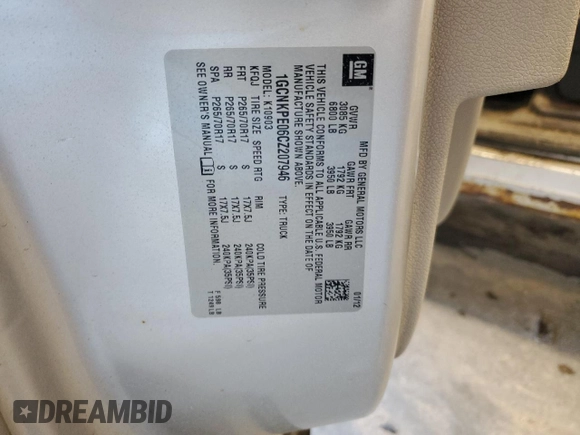 GM
MFD BY GENERAL MOTORS LLC
01/12
GVWR GAWR FRT GAWR RR
3085 KG 1792 KG 1792 KG
6800 LB 3950 LB 3950 LB
THIS VEHICLE CONFORMS TO ALL APPLICABLE U.S. FEDERAL MOTOR
VEHICLE SAFETY STANDARDS IN EFFECT ON THE DATE OF
MANUFACTURE SHOWN ABOVE.
1GCNKPE06CZ207946 TYPE: TRUCK
MODEL: K10903
KFQJ TIRE SIZE SPEED RTG RIM COLD TIRE PRESSURE
FRT P265/70R17 S 17X7.5J 240KPA(35PSI)
RR P265/70R17 S 17X7.5J 240KPA(35PSI)
SPA P265/70R17 S 17X7.5J 240KPA(35PSI)
SEE OWNER'S MANUAL FOR MORE INFORMATION.
DREAMBID